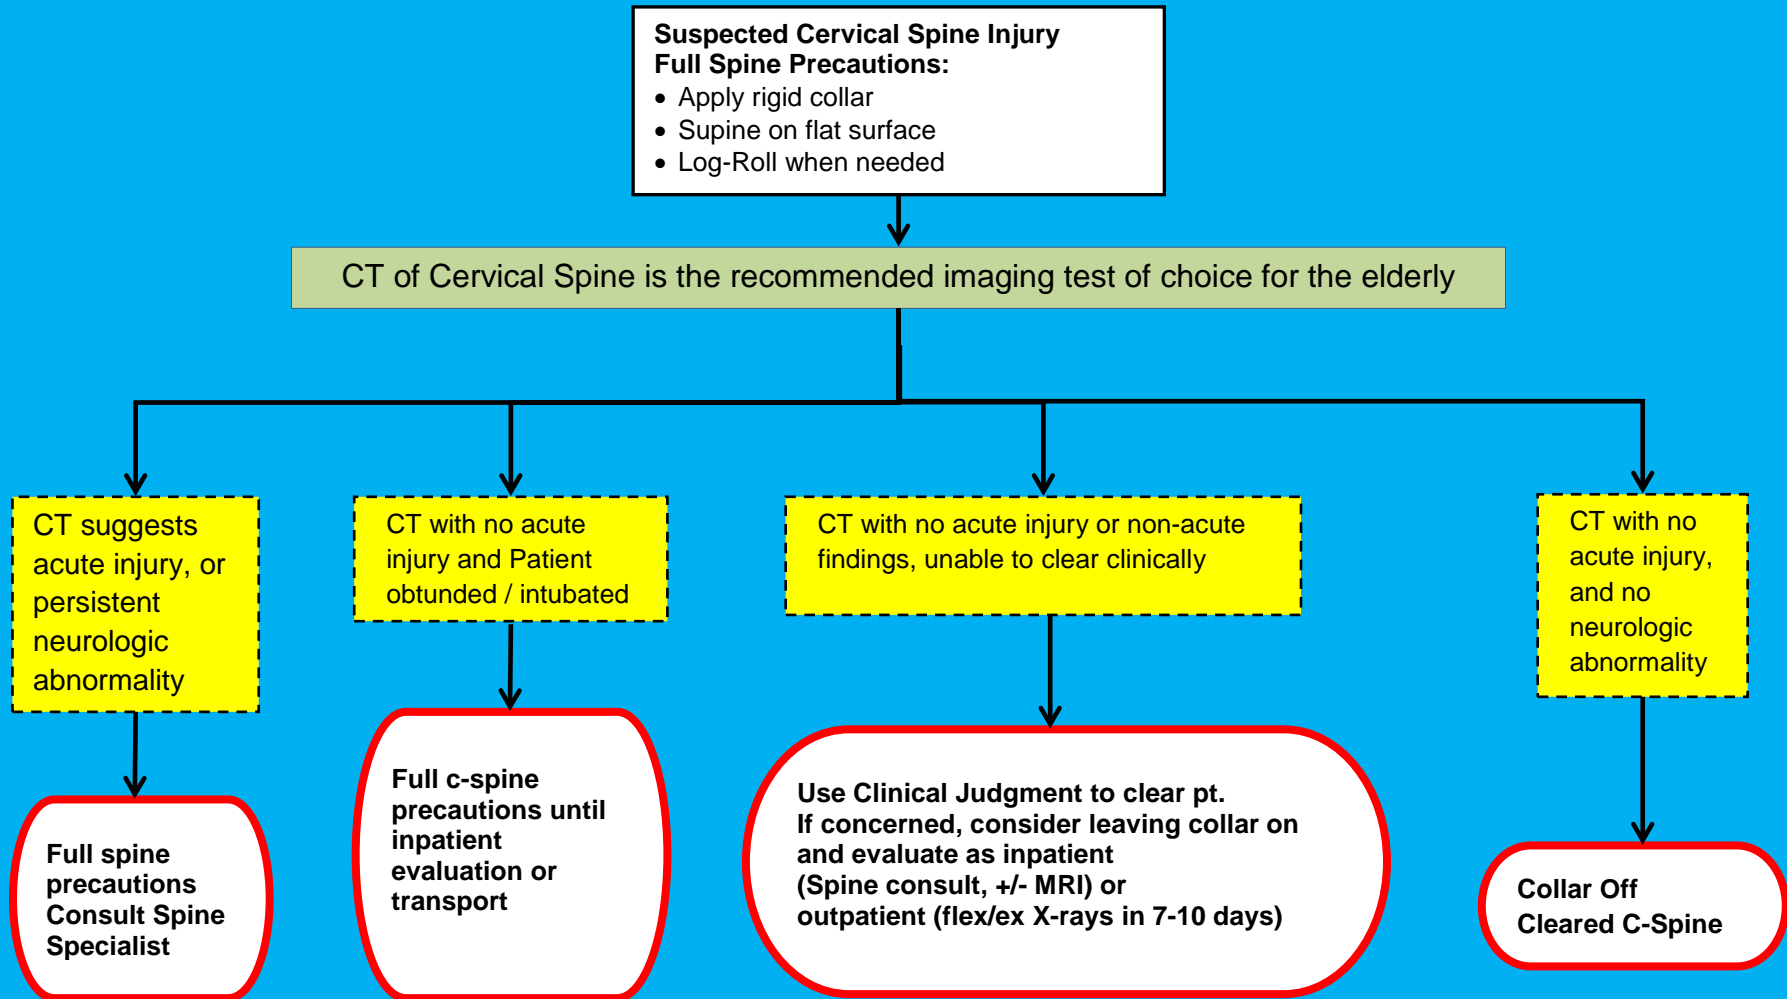 Suspected Cervical Spine Injury
Full Spine Precautions:
• Apply rigid collar
• Supine on flat surface
• Log-Roll when needed
CT of Cervical Spine is the recommended imaging test of choice for the elderly
CT suggests
acute injury, or
persistent
neurologic
abnormality
CT with no acute
injury and Patient
obtunded / intubated
CT with no acute injury or non-acute
findings, unable to clear clinically
CT with no
acute injury,
and no
neurologic
abnormality
Full spine
precautions
Consult Spine
Specialist
Full c-spine
precautions until
inpatient
evaluation or
transport
Use Clinical Judgment to clear pt.
If concerned, consider leaving collar on
and evaluate as inpatient
(Spine consult, +/- MRI) or
outpatient (flex/ex X-rays in 7-10 days)
Collar Off
Cleared C-Spine